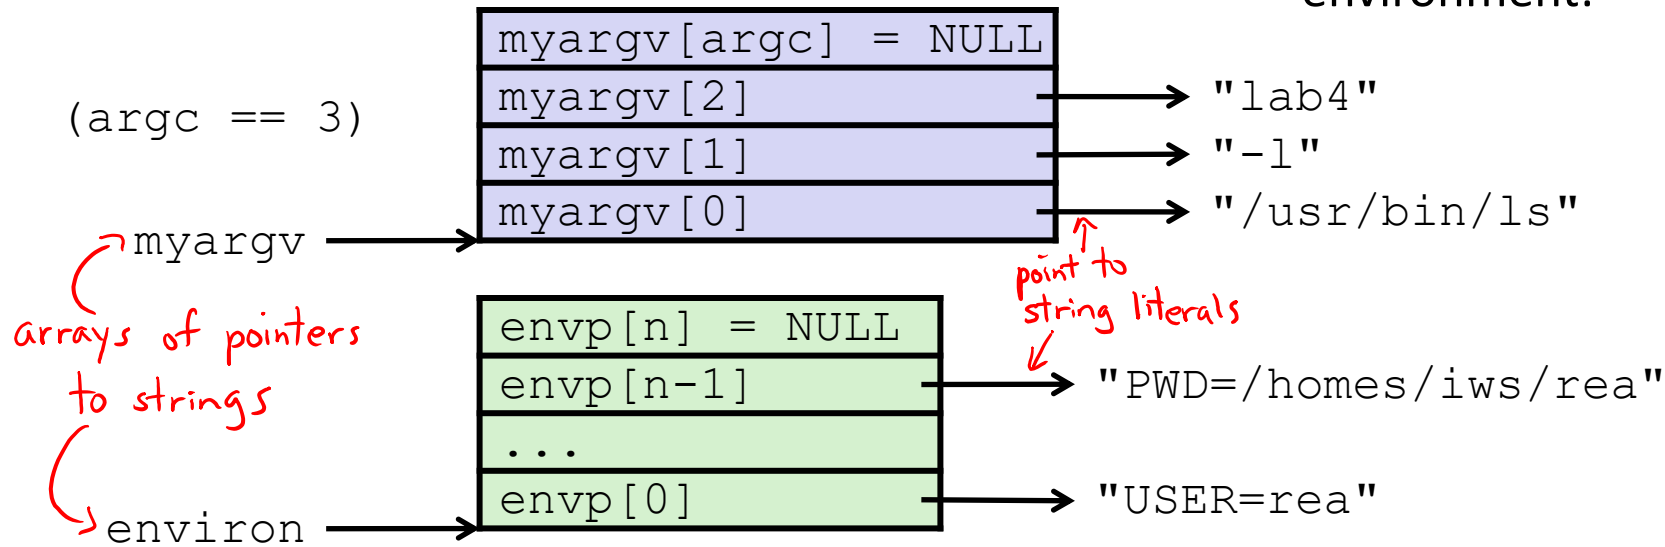 environment:
myargv[argc] = NULL
(argc == 3)
myargv[2]
"lab4"
myargv[1]
"-l"
myargv[0]
"/usr/bin/ls"
myargv
point to
string literals
arrays of pointers
to strings
envp[n] = NULL
envp[n-1]
"PWD=/homes/iws/rea"
...
envp[0]
"USER=rea"
environ